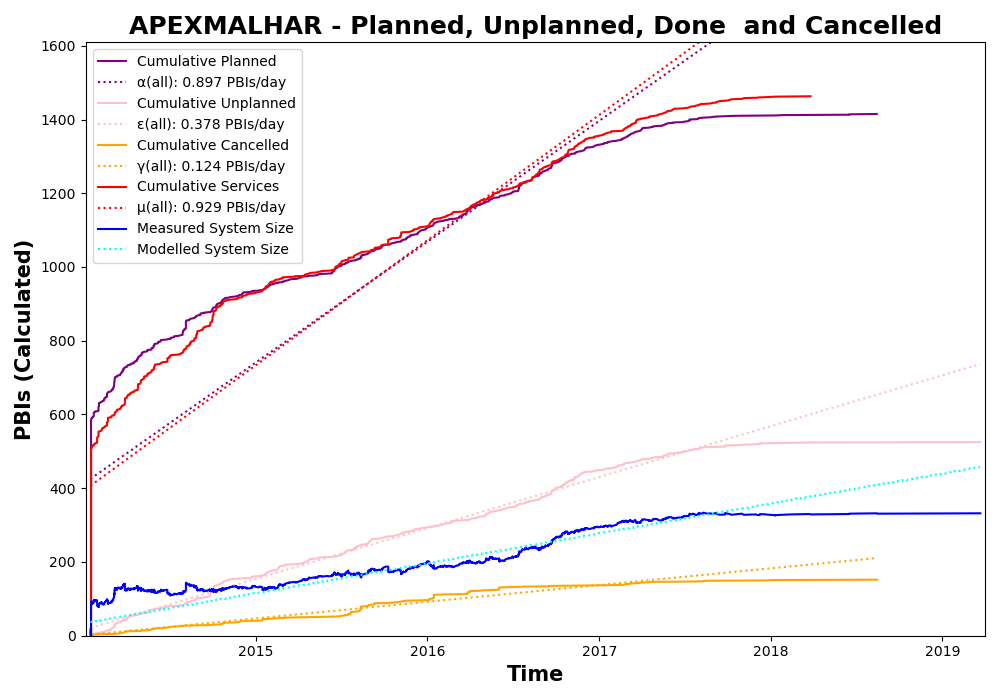 APEXMALHAR - Planned, Unplanned, Done  and Cancelled
PBIs (Calculated)
1600
1400
1200
1000
800
600
400
200
0
Cumulative Planned
α(all): 0.897 PBIs/day
Cumulative Unplanned
ε(all): 0.378 PBIs/day
Cumulative Cancelled
γ(all): 0.124 PBIs/day
Cumulative Services
μ(all): 0.929 PBIs/day
Measured System Size
Modelled System Size
2015
2016
2017
2018
2019
Time